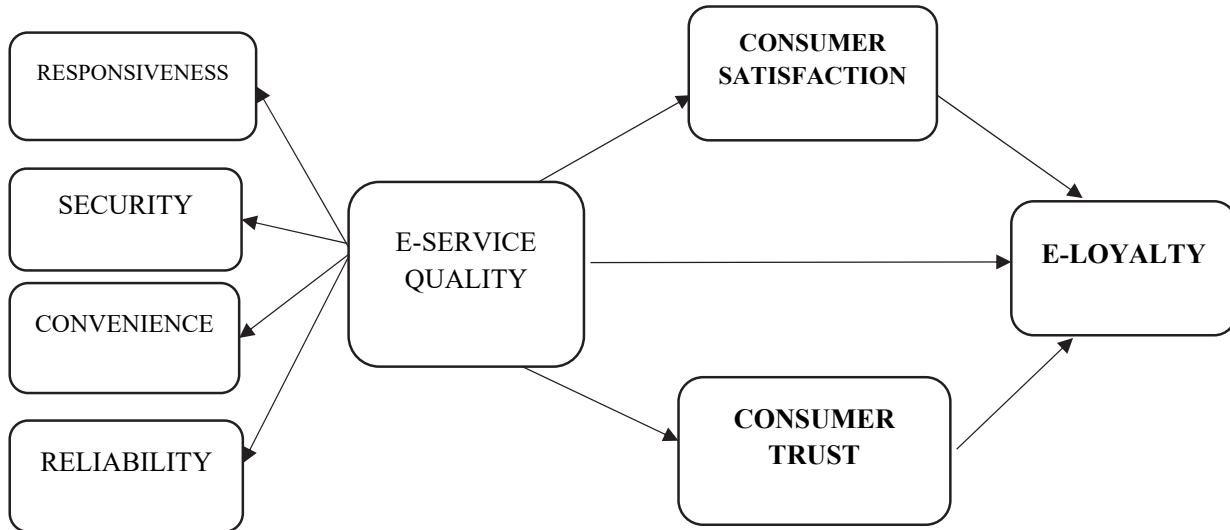 RESPONSIVENESS
SECURITY
CONVENIENCE
RELIABILITY
E-SERVICE
QUALITY
CONSUMER
SATISFACTION
CONSUMER
TRUST
E-LOYALTY